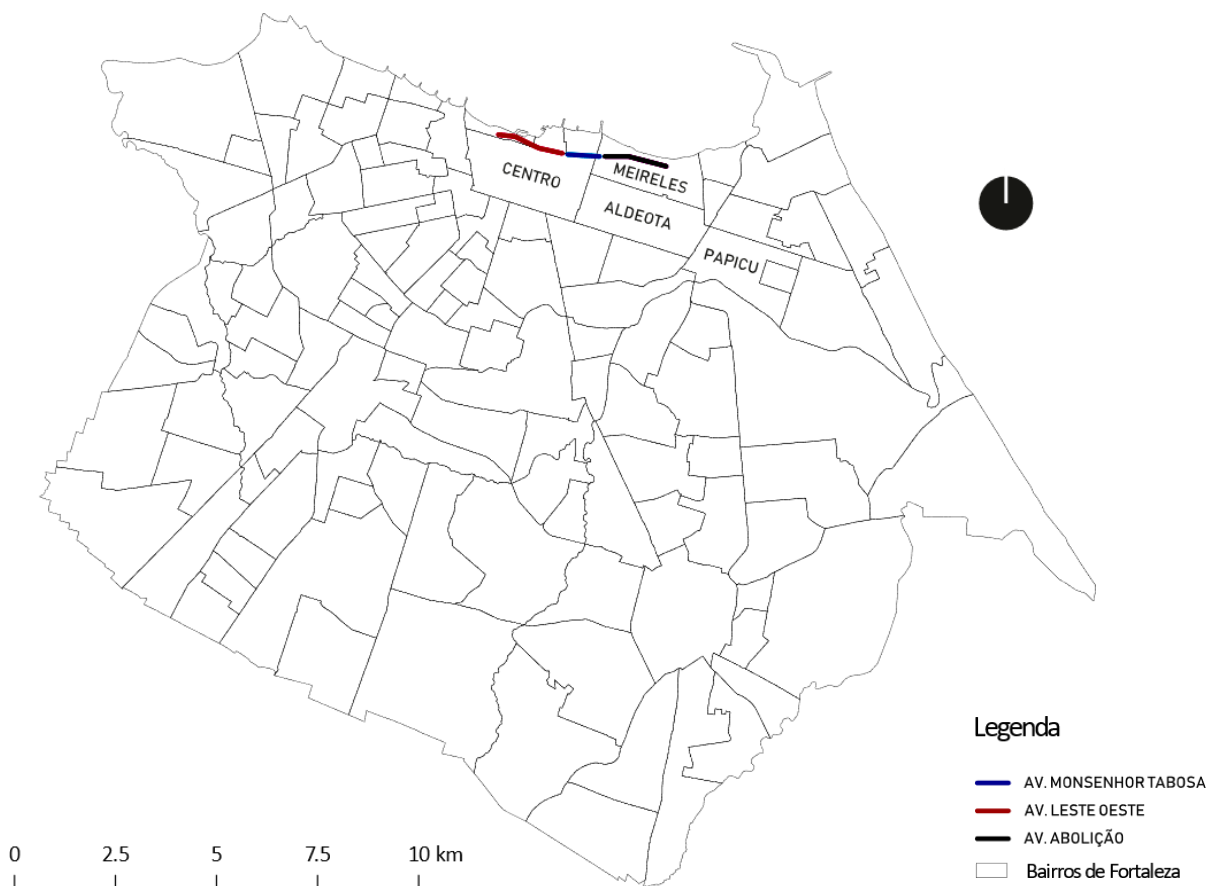 CENTRO
MEIRELES
ALDEOTA
PAPICU
Legenda
AV. MONSENHOR TABOSA
AV. LESTE OESTE
AV. ABOLIÇÃO
Bairros de Fortaleza
0 2.5 5 7.5 10 km